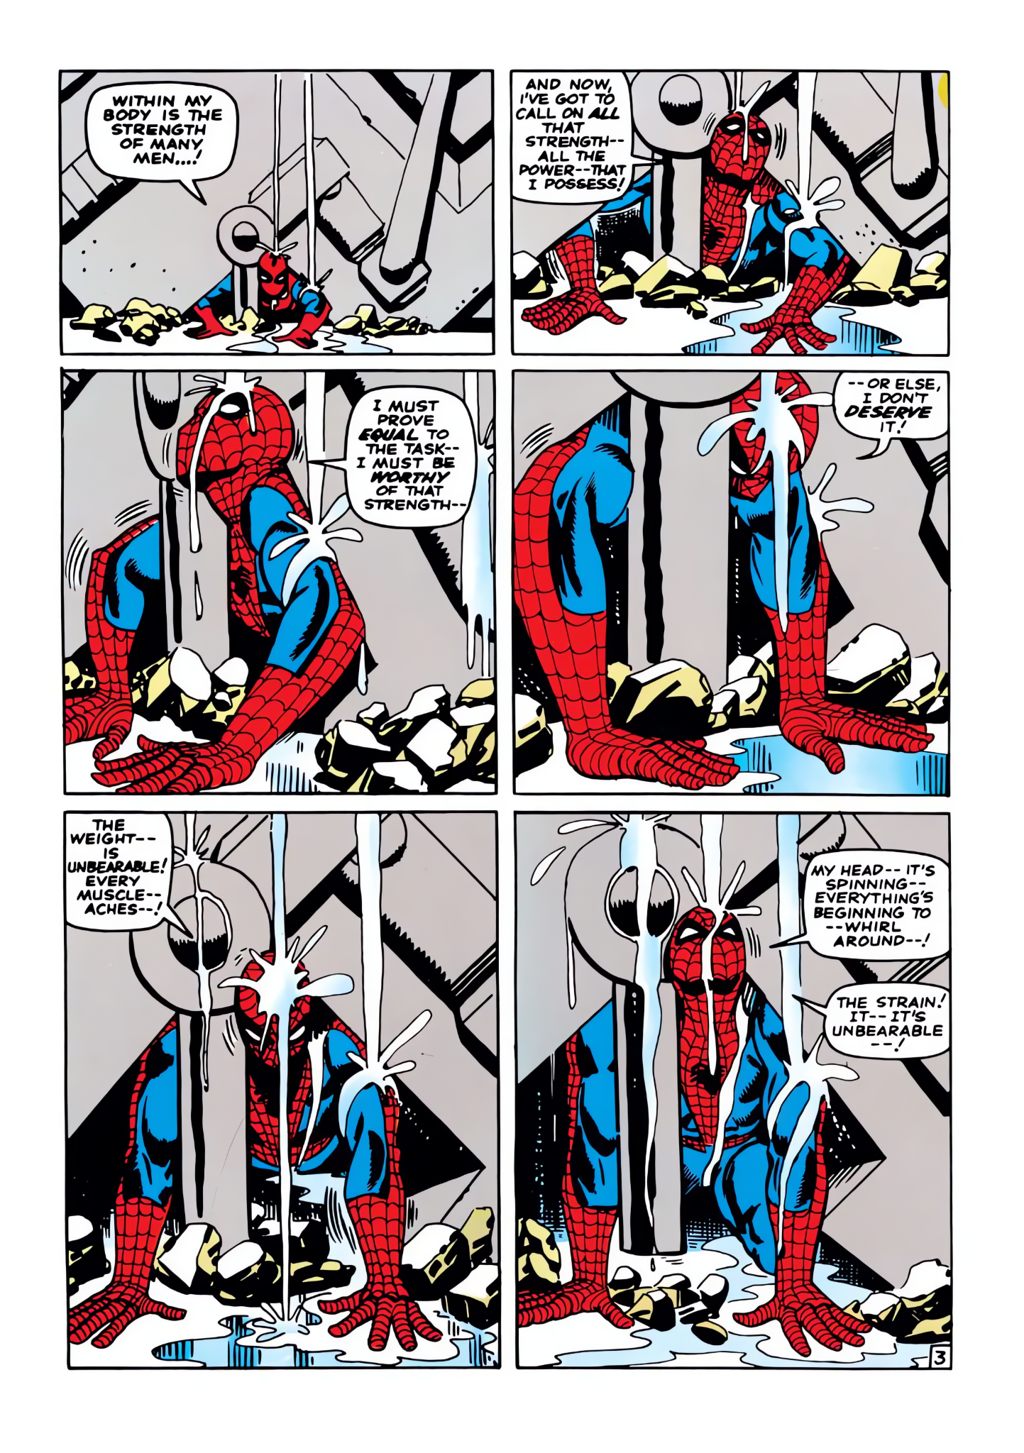 WITHIN MY
BODY IS THE
STRENGTH
OF MANY
MEN...!
AND NOW,
I'VE GOT TO
CALL ON ALL
THAT
STRENGTH--
ALL THE
POWER--THAT
I POSSESS!
I MUST
PROVE
EQUAL TO
THE TASK--
I MUST BE
WORTHY
OF THAT
STRENGTH--
--OR ELSE,
I DON'T
DESERVE
IT!
THE
WEIGHT--
IS
UNBEARABLE!
EVERY
MUSCLE--
ACHES--!
MY HEAD--IT'S
SPINNING--
EVERYTHING'S
BEGINNING TO
--WHIRL
AROUND--!
THE STRAIN!
IT--IT'S
UNBEARABLE
--!
3